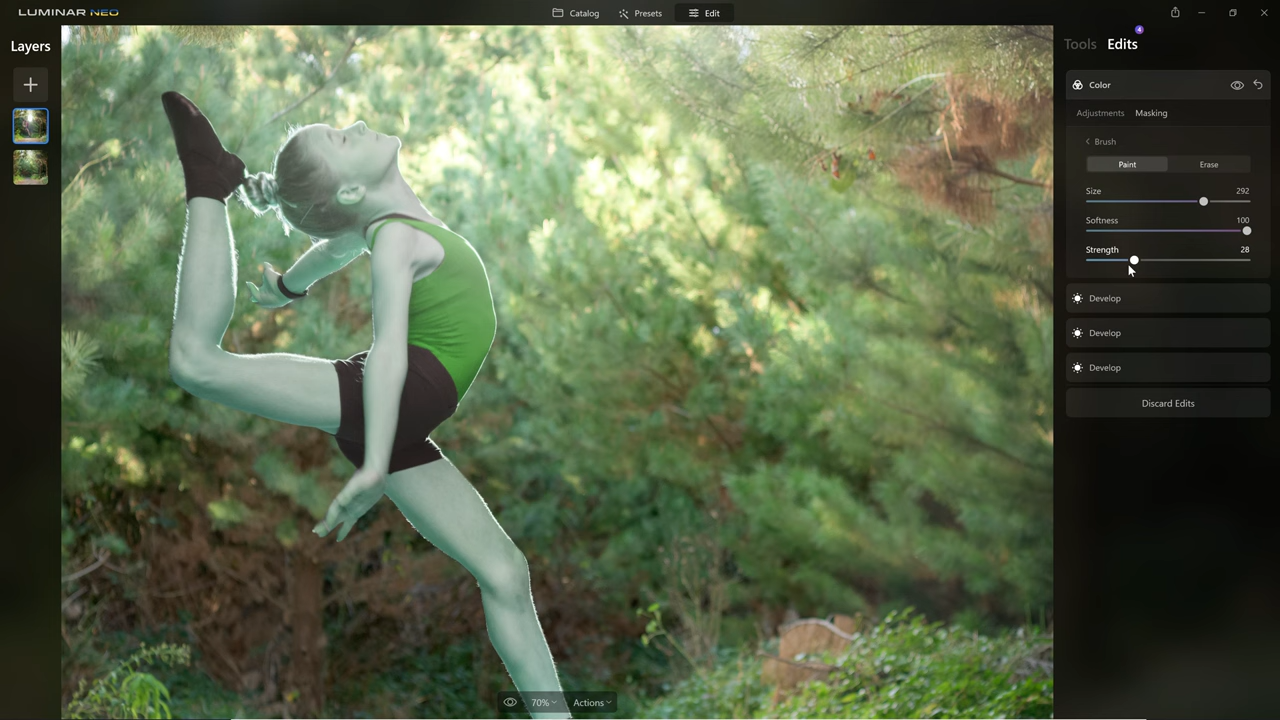 LUMINAR NEO
Catalog
Presets
Edit
Layers
Tools
Edits
4
Color
Adjustments
Masking
Brush
Paint
Erase
Size
292
Softness
100
Strength
28
Develop
Develop
Develop
Discard Edits
70%
Actions